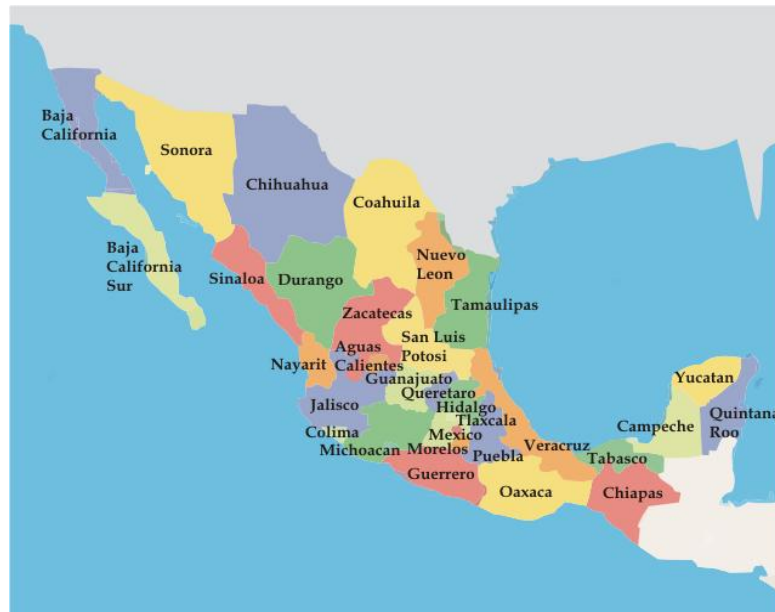 Baja
California
Sonora
Chihuahua
Coahuila
Baja
California
Sur
Sinaloa
Durango
Nuevo
Leon
Tamaulipas
Zacatecas
San Luis
Potosi
Nayarit
Aguas
Calientes
Guanajuato
Queretaro
Hidalgo
Jalisco
Tlaxcala
Colima
Mexico
Michoacan
Morelos
Puebla
Veracruz
Guerrero
Oaxaca
Tabasco
Chiapas
Campeche
Yucatan
Quintana
Roo